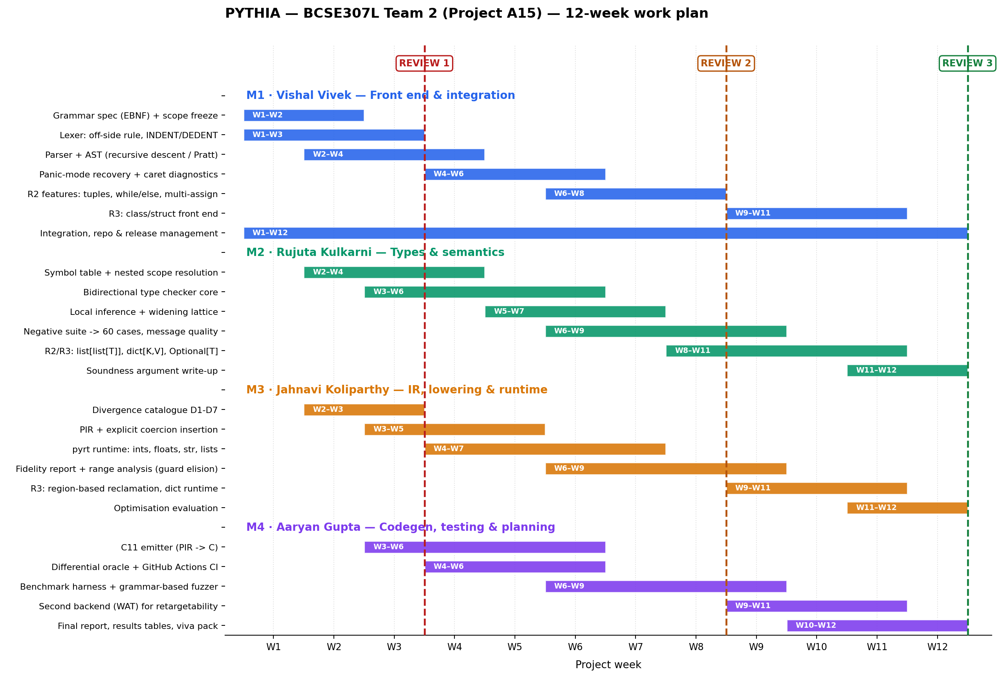 PYTHIA — BCSE307L Team 2 (Project A15) — 12-week work plan
REVIEW 1 REVIEW 2 REVIEW 3
M1 · Vishal Vivek — Front end & integration
Grammar spec (EBNF) + scope freeze W1–W2
Lexer: off-side rule, INDENT/DEDENT W1–W3
Parser + AST (recursive descent / Pratt) W2–W4
Panic-mode recovery + caret diagnostics W4–W6
R2 features: tuples, while/else, multi-assign W6–W8
R3: class/struct front end W9–W11
Integration, repo & release management W1–W12
M2 · Rujuta Kulkarni — Types & semantics
Symbol table + nested scope resolution W2–W4
Bidirectional type checker core W3–W6
Local inference + widening lattice W5–W7
Negative suite -> 60 cases, message quality W6–W9
R2/R3: list[list[T]], dict[K,V], Optional[T] W8–W11
Soundness argument write-up W11–W12
M3 · Jahnavi Koliparthy — IR, lowering & runtime
Divergence catalogue D1-D7 W2–W3
PIR + explicit coercion insertion W3–W5
pyrt runtime: ints, floats, str, lists W4–W7
Fidelity report + range analysis (guard elision) W6–W9
R3: region-based reclamation, dict runtime W9–W11
Optimisation evaluation W11–W12
M4 · Aaryan Gupta — Codegen, testing & planning
C11 emitter (PIR -> C) W3–W6
Differential oracle + GitHub Actions CI W4–W6
Benchmark harness + grammar-based fuzzer W6–W9
Second backend (WAT) for retargetability W9–W11
Final report, results tables, viva pack W10–W12
W1 W2 W3 W4 W5 W6 W7 W8 W9 W10 W11 W12
Project week